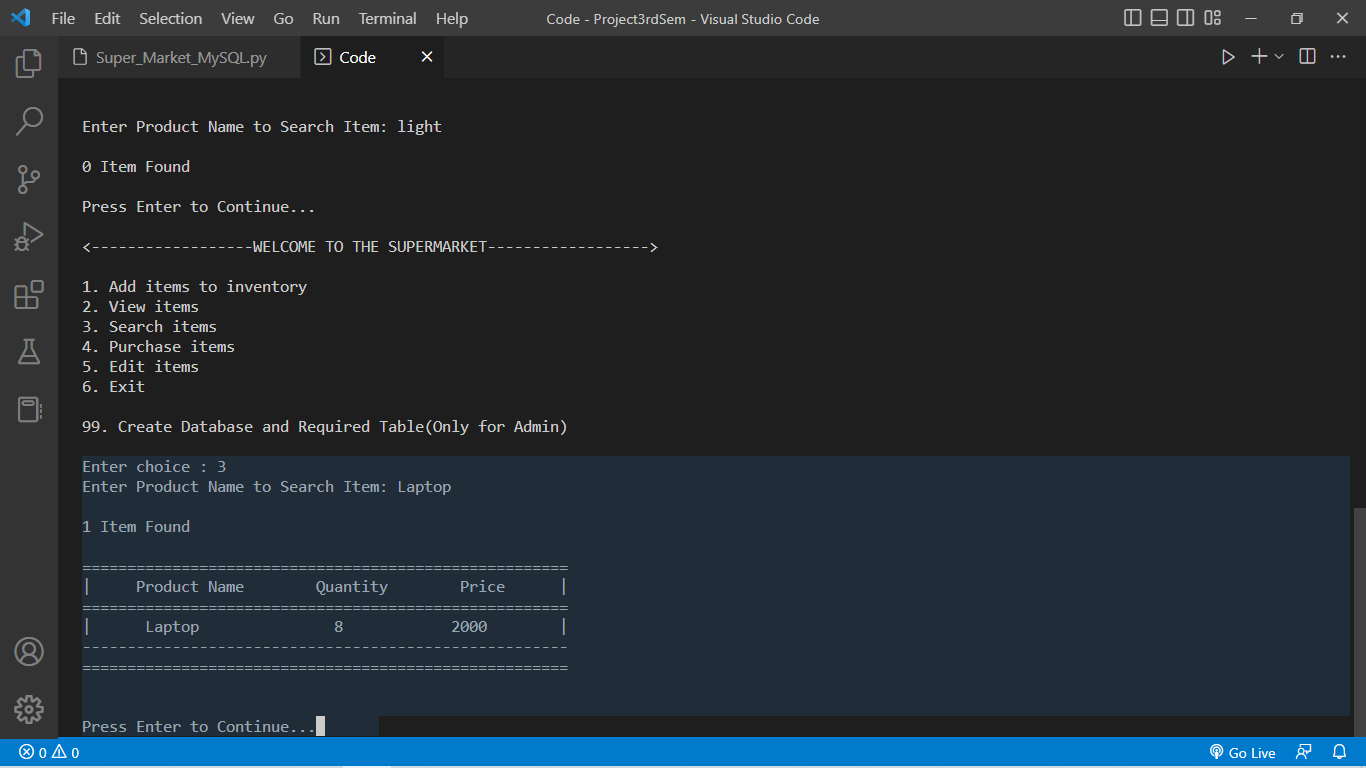 File Edit Selection View Go Run Terminal Help Code - Project3rdSem - Visual Studio Code
Super_Market_MySQL.py Code
Enter Product Name to Search Item: light
0 Item Found
Press Enter to Continue...
<------------------WELCOME TO THE SUPERMARKET------------------>
1. Add items to inventory
2. View items
3. Search items
4. Purchase items
5. Edit items
6. Exit
99. Create Database and Required Table(Only for Admin)
Enter choice : 3
Enter Product Name to Search Item: Laptop
1 Item Found
======================================================
|     Product Name        Quantity        Price      |
======================================================
|      Laptop               8            2000        |
------------------------------------------------------
======================================================
Press Enter to Continue...
0 0 Go Live